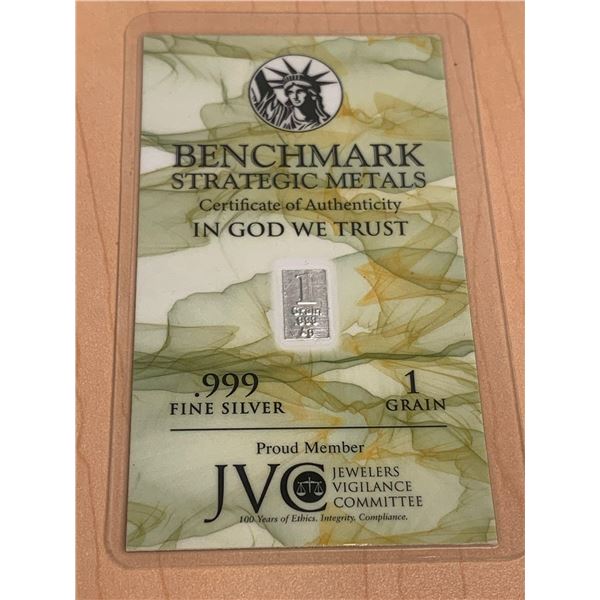 BENCHMARK
STRATEGIC METALS
Certificate of Authenticity
IN GOD WE TRUST
1
Grain
.999
Ag
.999
FINE SILVER
1
GRAIN
Proud Member
JVC
JEWELERS
VIGILANCE
COMMITTEE
100 Years of Ethics. Integrity. Compliance.